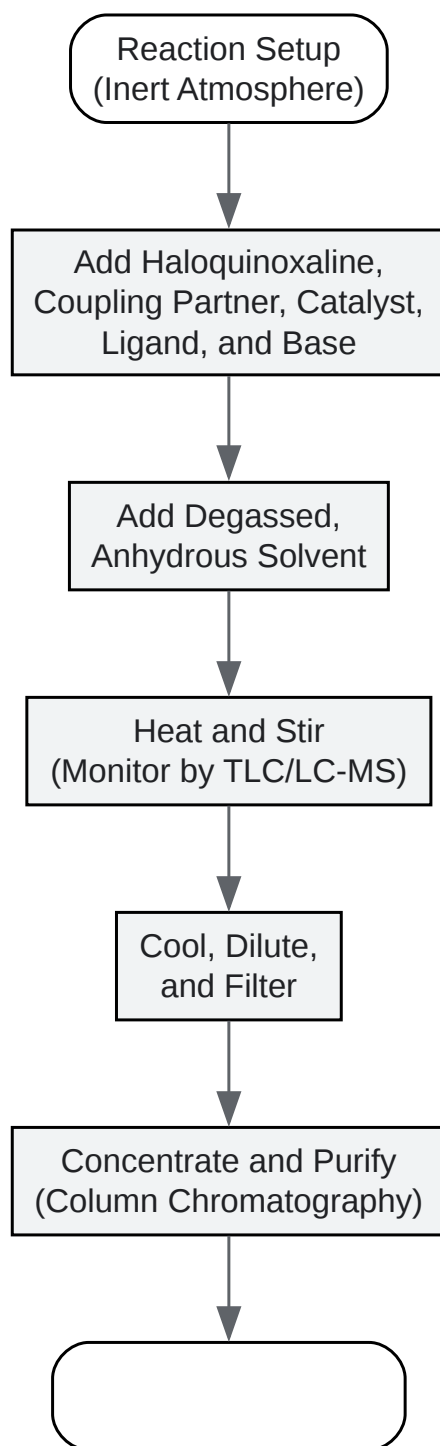 Reaction Setup
(Inert Atmosphere)
Add Haloquinoxaline,
Coupling Partner, Catalyst,
Ligand, and Base
Add Degassed,
Anhydrous Solvent
Heat and Stir
(Monitor by TLC/LC-MS)
Cool, Dilute,
and Filter
Concentrate and Purify
(Column Chromatography)